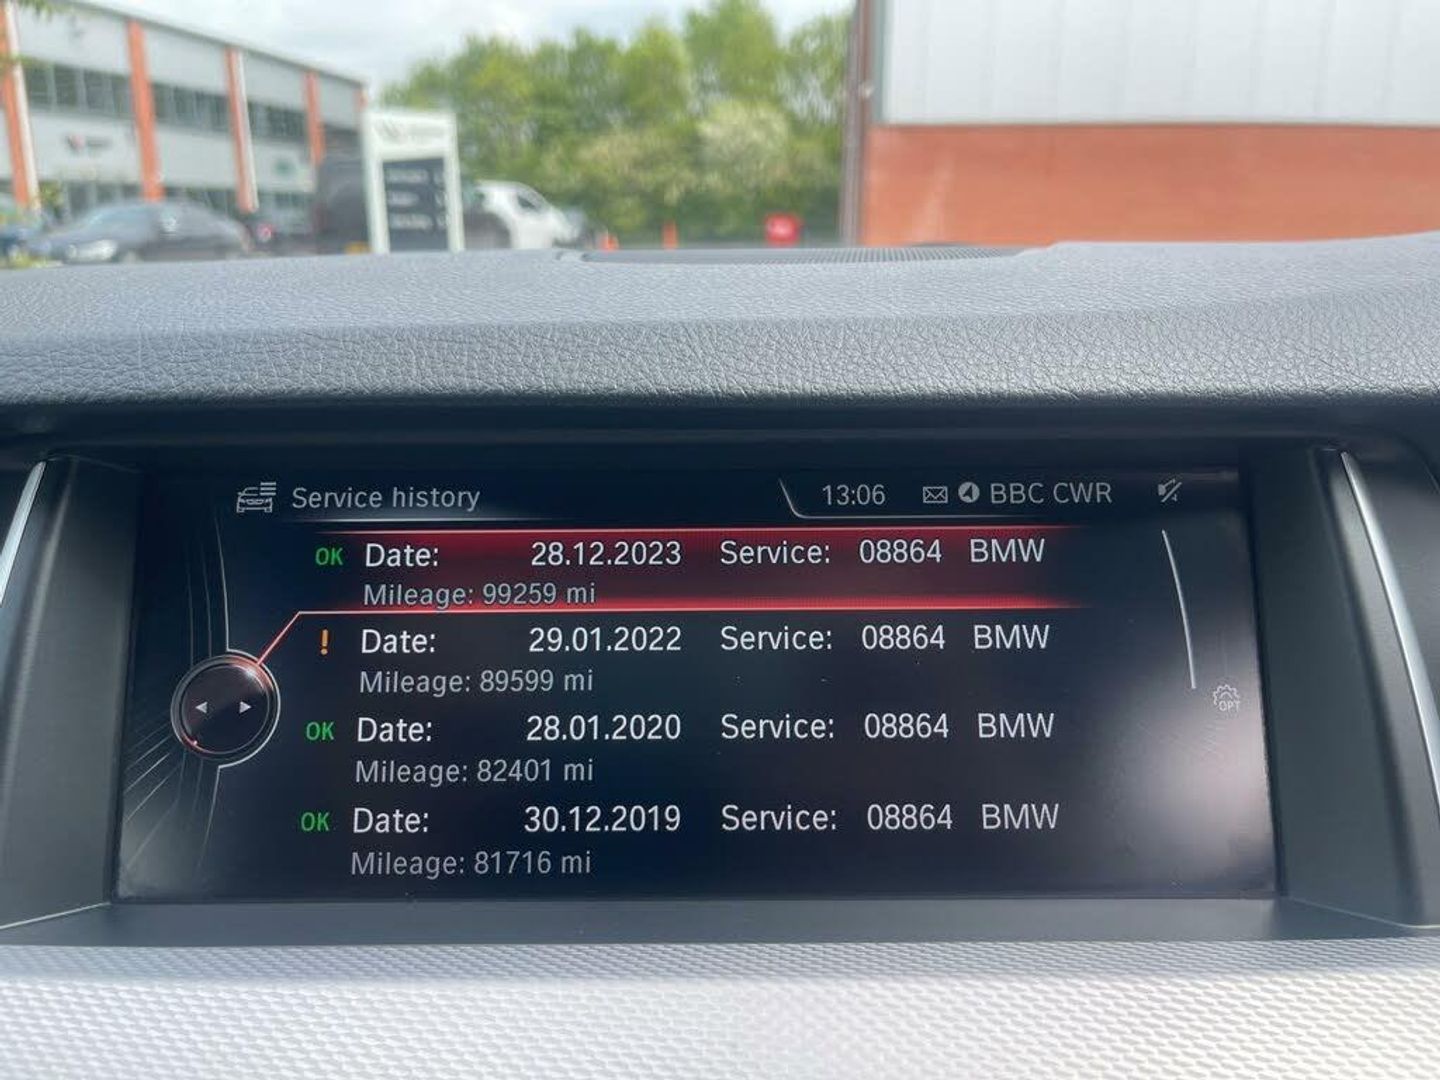 Service history 13:06 BBC CWR
OK Date: 28.12.2023 Service: 08864 BMW
Mileage: 99259 mi
! Date: 29.01.2022 Service: 08864 BMW
Mileage: 89599 mi
OK Date: 28.01.2020 Service: 08864 BMW
Mileage: 82401 mi
OPT
OK Date: 30.12.2019 Service: 08864 BMW
Mileage: 81716 mi